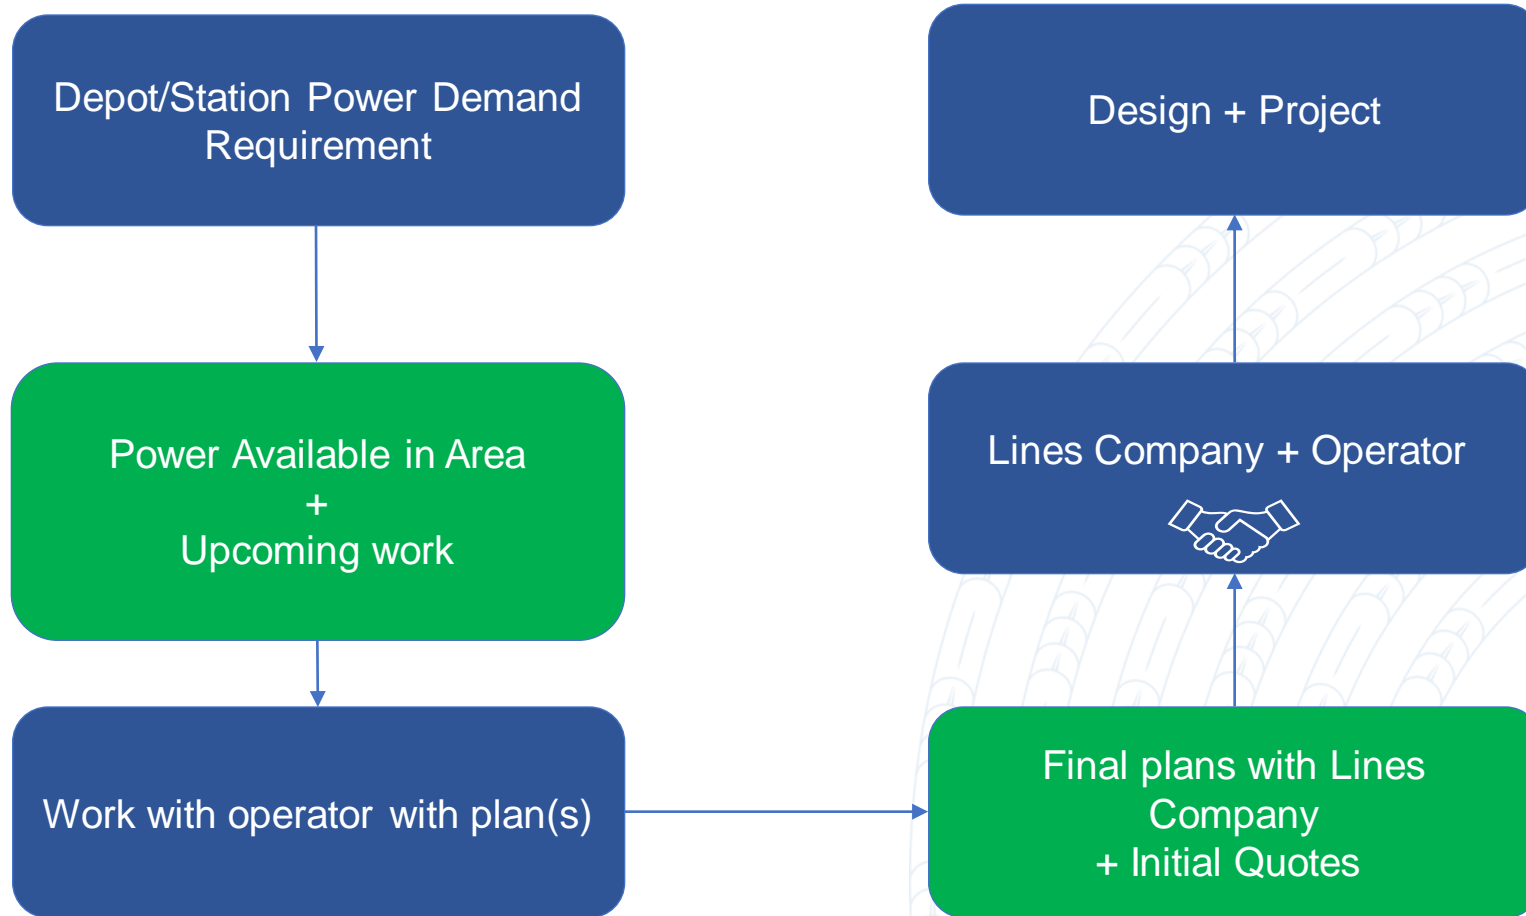 Depot/Station Power Demand
Requirement
Power Available in Area
+
Upcoming work
Work with operator with plan(s)
Final plans with Lines
Company
+ Initial Quotes
Lines Company + Operator
Design + Project